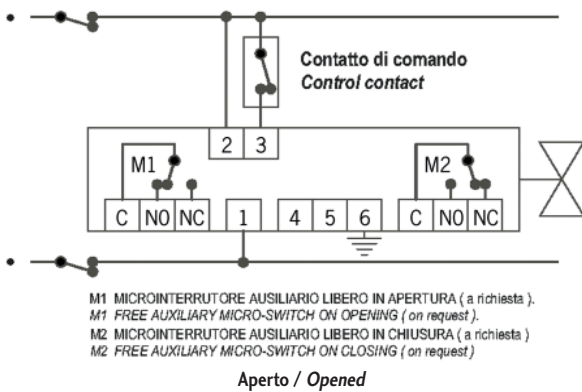 Contatto di comando
Control contact
2 3
M1 M2
C NO NC 1 4 5 6 C NO NC
M1 MICROINTERRUTORE AUSILIARIO LIBERO IN APERTURA ( a richiesta ).
M1 FREE AUXILIARY MICRO-SWITCH ON OPENING ( on request ).
M2 MICROINTERRUTORE AUSILIARIO LIBERO IN CHIUSURA ( a richiesta )
M2 FREE AUXILIARY MICRO-SWITCH ON CLOSING ( on request )
Aperto / Opened